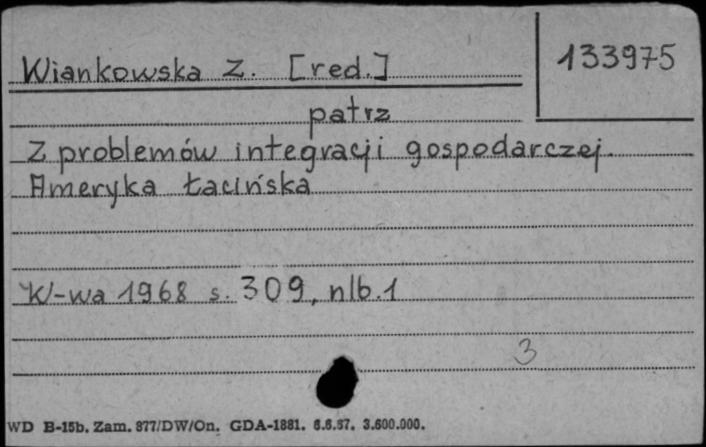 Wiankowska Z. [red.]
133975
patrz
Z problemów integracji gospodarczej.
Ameryka Łacińska
W-wa 1968 s. 309, nlb. 1
3
WD B-15b. Zam. 877/DW/On. GDA-1881. 6.6.67. 3.600.000.